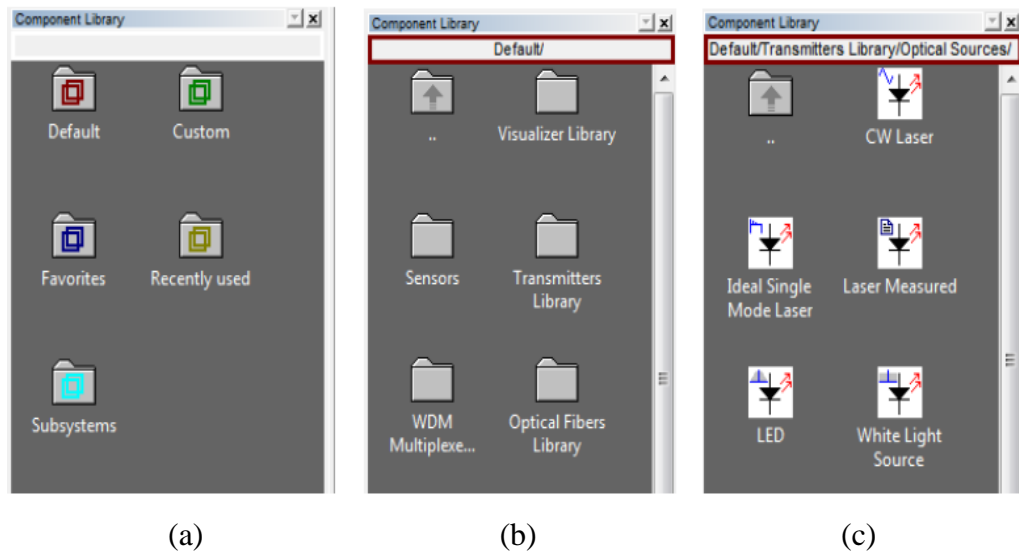 Component Library
Default
Custom
Favorites
Recently used
Subsystems
(a)
Component Library
Default/
..
Visualizer Library
Sensors
Transmitters
Library
WDM
Multiplexe...
Optical Fibers
Library
(b)
Component Library
Default/Transmitters Library/Optical Sources/
..
CW Laser
Ideal Single
Mode Laser
Laser Measured
LED
White Light
Source
(c)